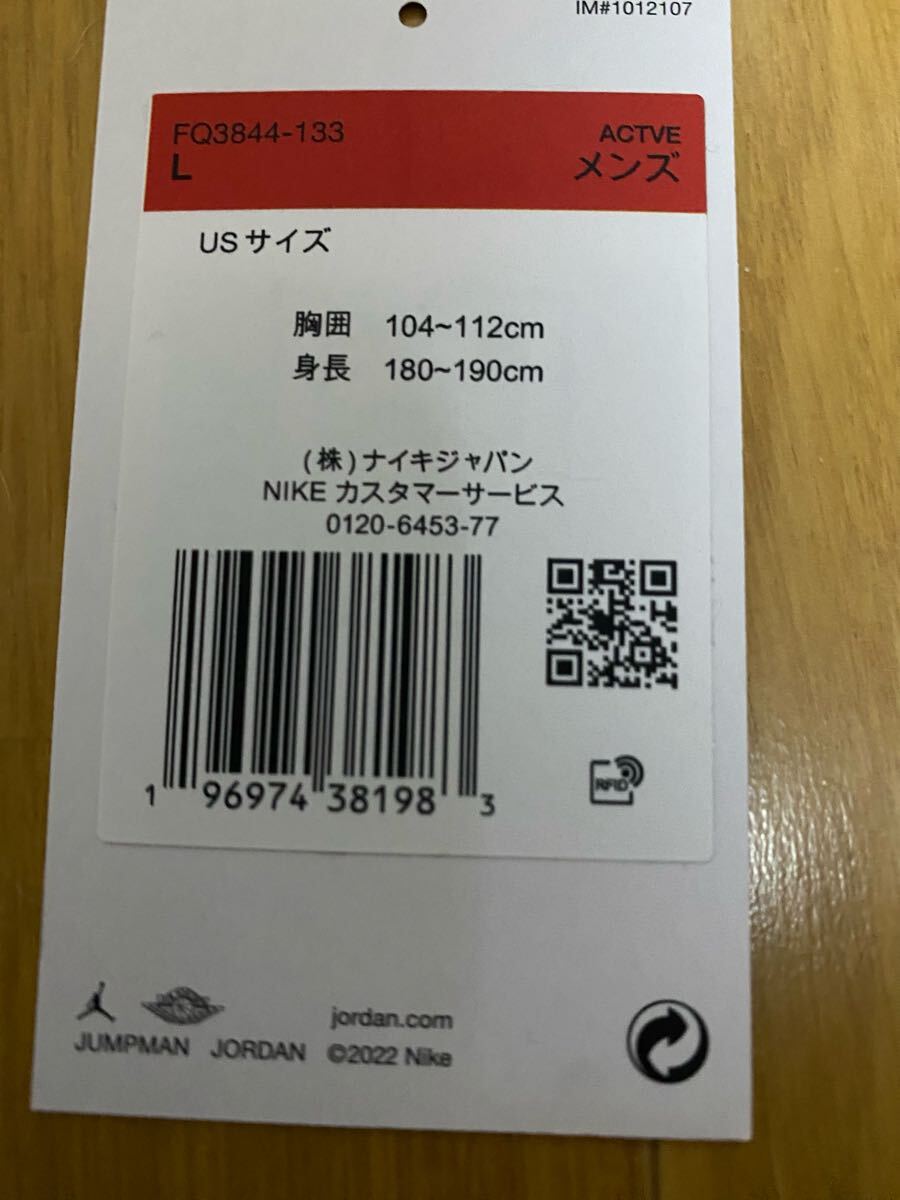 IM#1012107
FQ3844-133 ACTVE
L メンズ
US サイズ
胸囲 104~112cm
身長 180~190cm
(株)ナイキジャパン
NIKE カスタマーサービス
0120-6453-77
1 96974 38198 3
RFID
jordan.com
JUMPMAN JORDAN ©2022 Nike